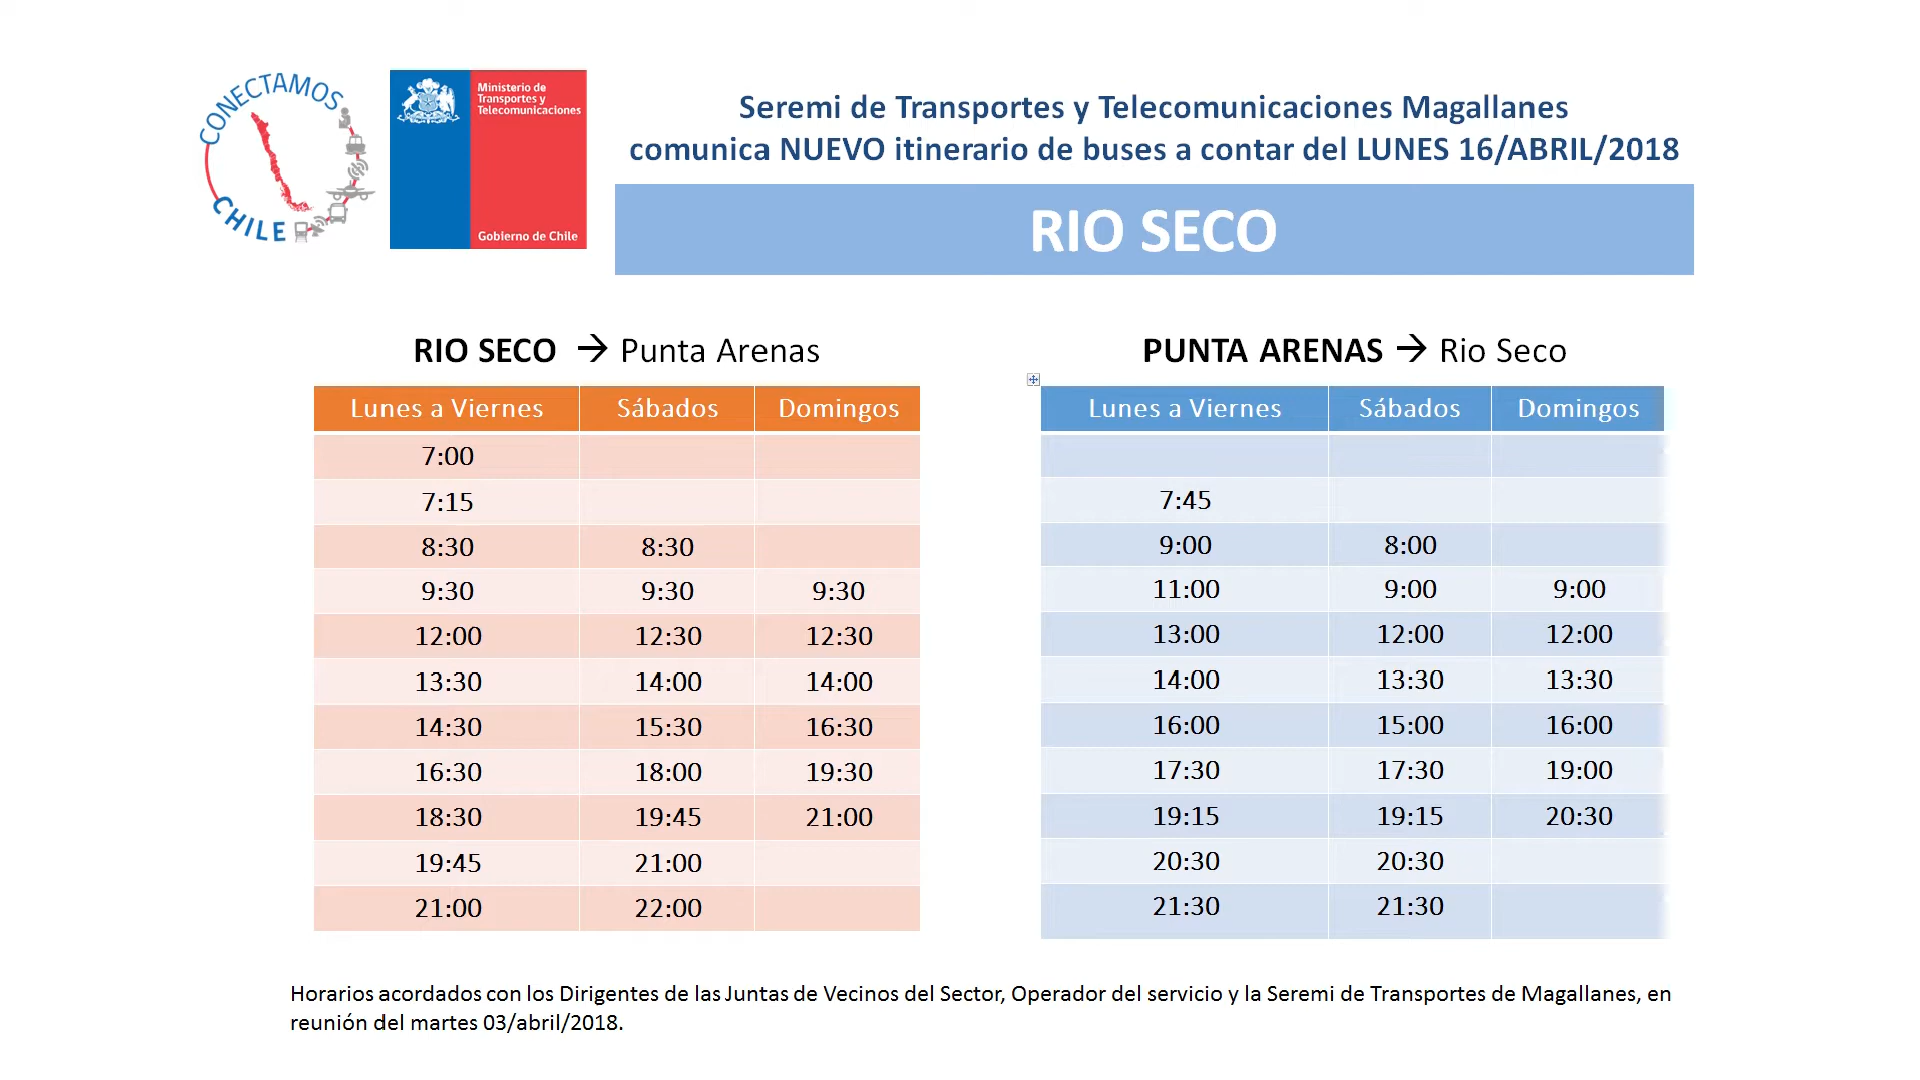 CONECTAMOS
CHILE
Ministerio de
Transportes y
Telecomunicaciones
Gobierno de Chile
Seremi de Transportes y Telecomunicaciones Magallanes
comunica NUEVO itinerario de buses a contar del LUNES 16/ABRIL/2018
RIO SECO
RIO SECO → Punta Arenas
Lunes a Viernes Sábados Domingos
7:00
7:15
8:30 8:30
9:30 9:30 9:30
12:00 12:30 12:30
13:30 14:00 14:00
14:30 15:30 16:30
16:30 18:00 19:30
18:30 19:45 21:00
19:45 21:00
21:00 22:00
PUNTA ARENAS → Rio Seco
Lunes a Viernes Sábados Domingos
7:45
9:00 8:00
11:00 9:00 9:00
13:00 12:00 12:00
14:00 13:30 13:30
16:00 15:00 16:00
17:30 17:30 19:00
19:15 19:15 20:30
20:30 20:30
21:30 21:30
Horarios acordados con los Dirigentes de las Juntas de Vecinos del Sector, Operador del servicio y la Seremi de Transportes de Magallanes, en
reunión del martes 03/abril/2018.